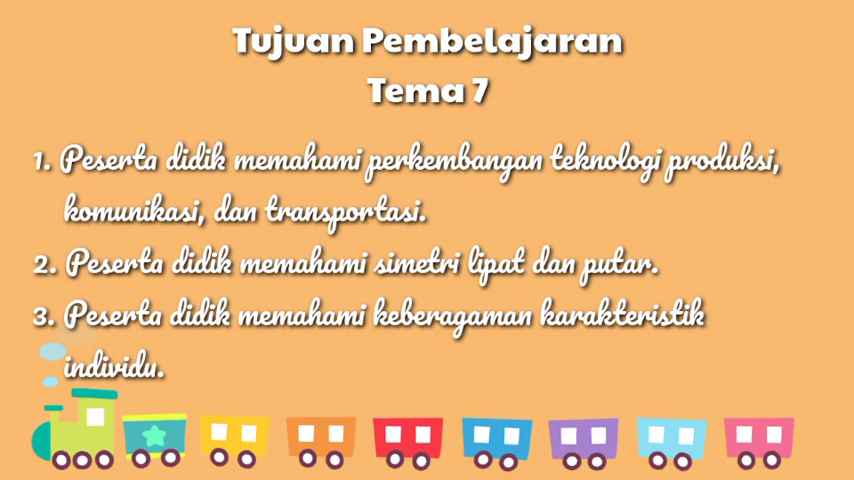 Tujuan Pembelajaran
Tema 7
1. Peserta didik memahami perkembangan teknologi produksi,
komunikasi, dan transportasi.
2. Peserta didik memahami simetri lipat dan putar.
3. Peserta didik memahami keberagaman karakteristik
individu.